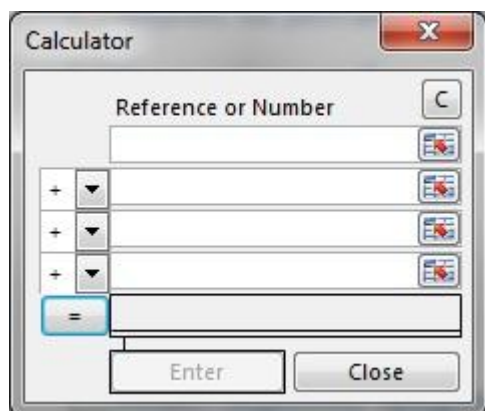 Calculator
C
Reference or Number
+
+
+
=
Enter Close